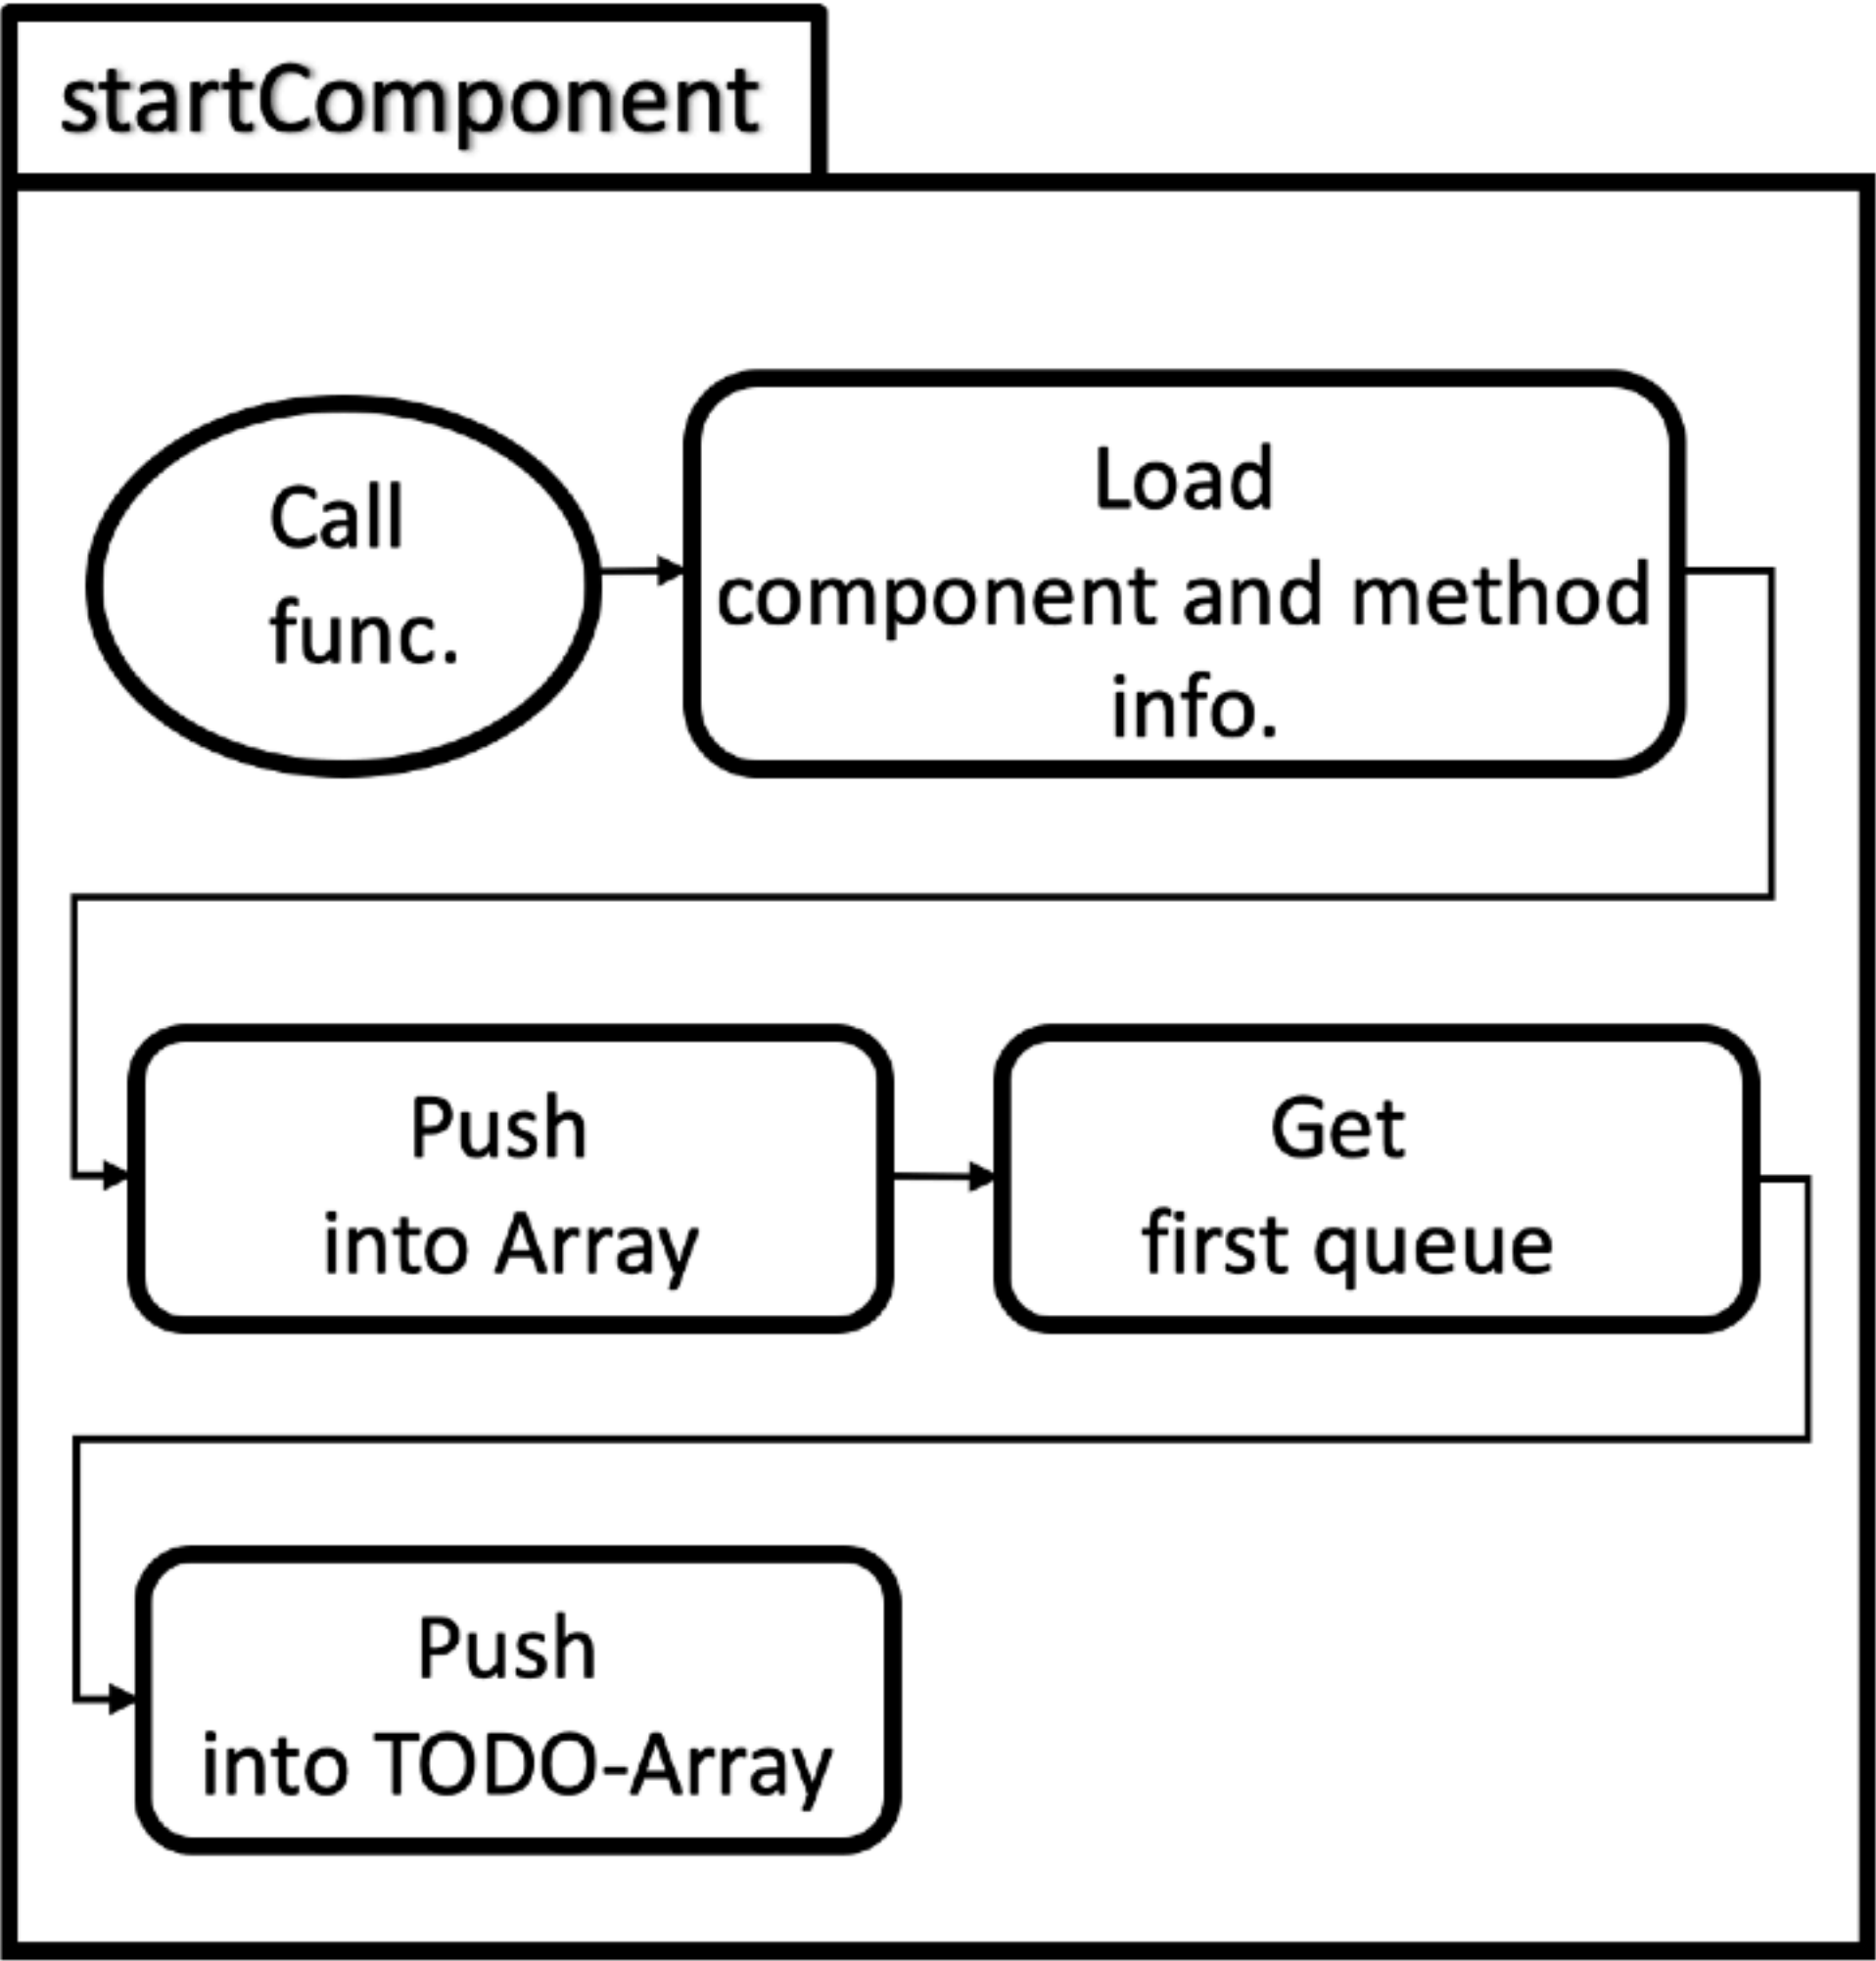 startComponent
Call
func.
Load
component and method
info.
Push
into Array
Get
first queue
Push
into TODO-Array